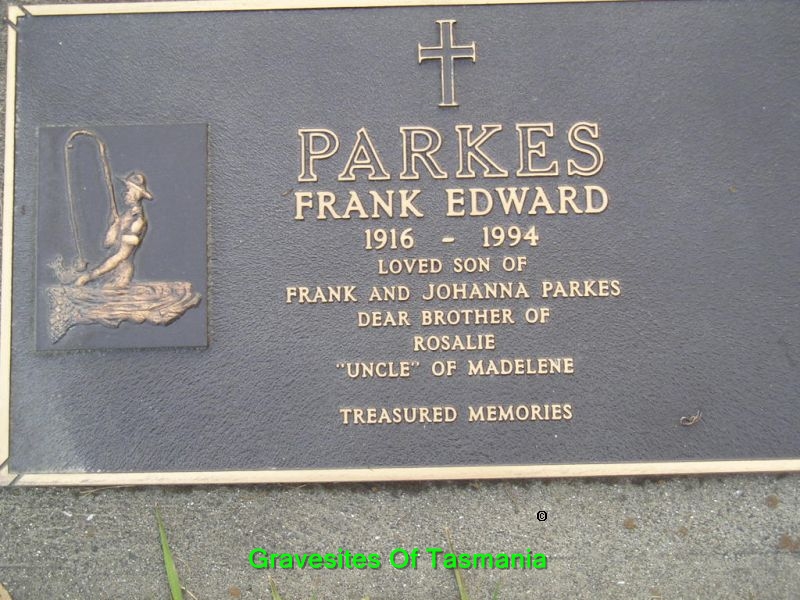 PARKES
FRANK EDWARD
1916 - 1994
LOVED SON OF
FRANK AND JOHANNA PARKES
DEAR BROTHER OF
ROSALIE
"UNCLE" OF MADELENE
TREASURED MEMORIES
©
Gravesites Of Tasmania